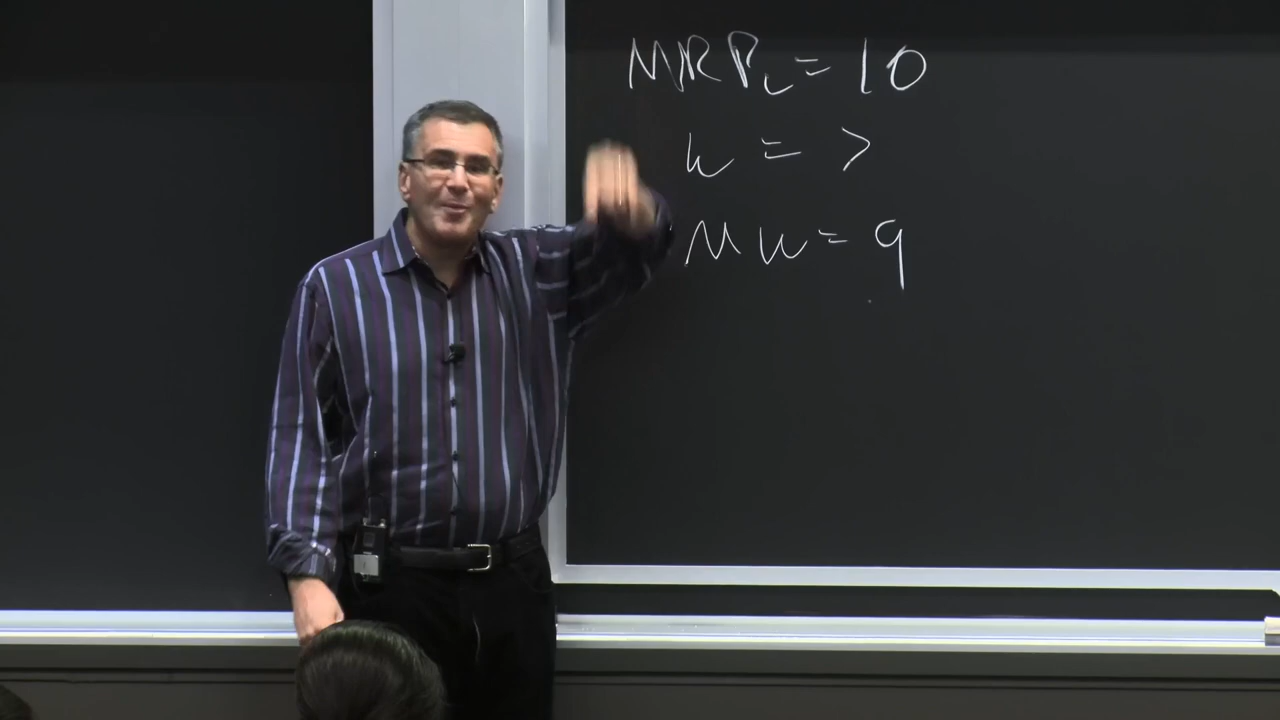 MRP_L = 10
w = 7
MW = 9